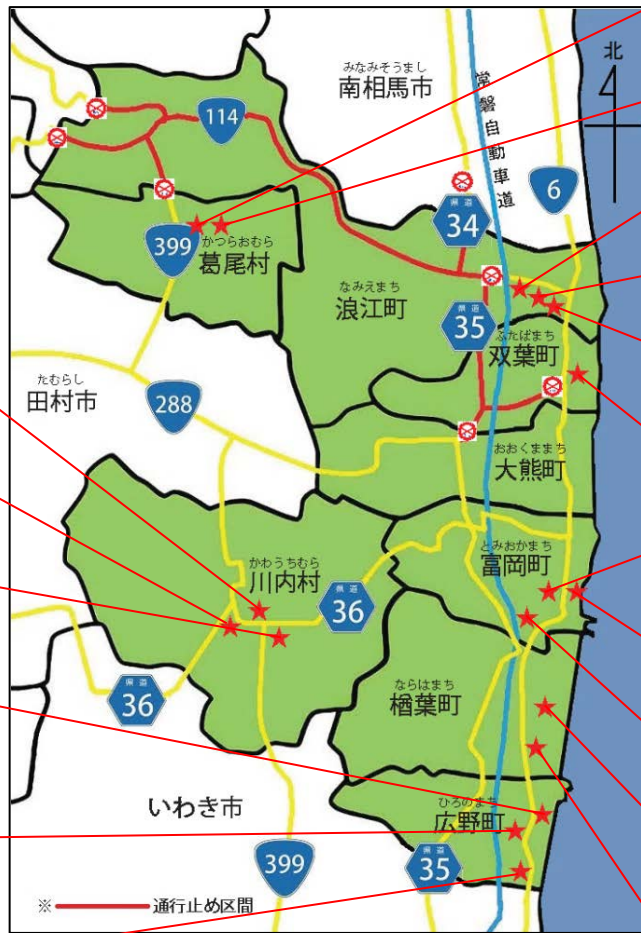 みなみそうまし
南相馬市
常磐自動車道
北
114
6
県道
34
399
かつらおむら
葛尾村
なみえまち
浪江町
県道
35
ふたばまち
双葉町
たむらし
田村市
288
おおくままち
大熊町
とみおかまち
富岡町
かわうちむら
川内村
県道
36
県道
36
ならはまち
楢葉町
いわき市
ひろのまち
広野町
399
県道
35
※ 通行止め区間